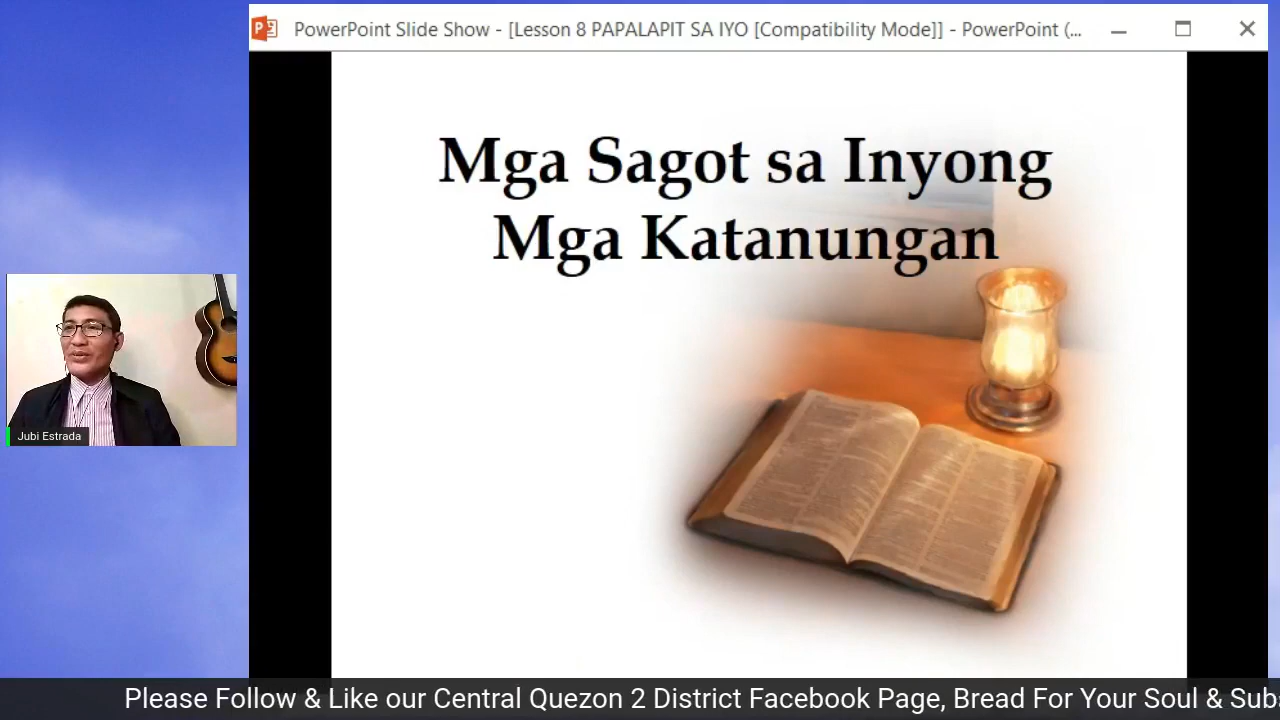 PowerPoint Slide Show - [Lesson 8 PAPALAPIT SA IYO [Compatibility Mode]] - PowerPoint (...
Mga Sagot sa Inyong
Mga Katanungan
Jubi Estrada
Please Follow & Like our Central Quezon 2 District Facebook Page, Bread For Your Soul & Sub